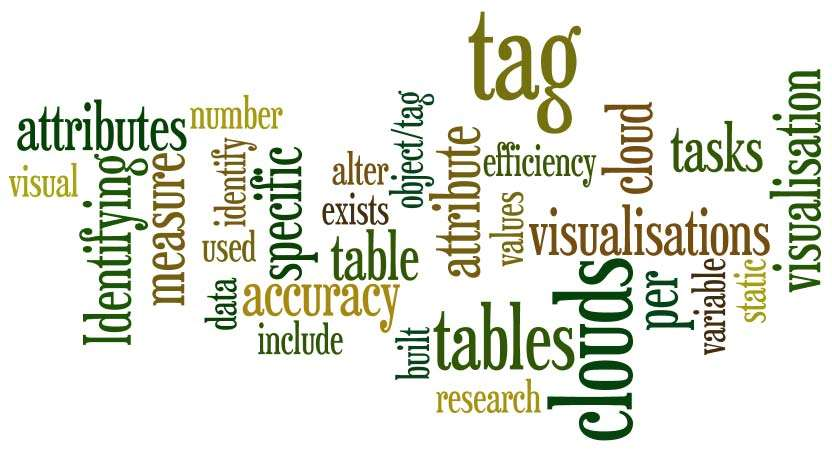 tag
visualisation
attributes
number
object/tag
cloud
tasks
attribute
efficiency
identify
specific
Identifying
measure
visual
alter
exists
values
visualisations
used
table
clouds
per
variable
static
data
accuracy
include
built
tables
research